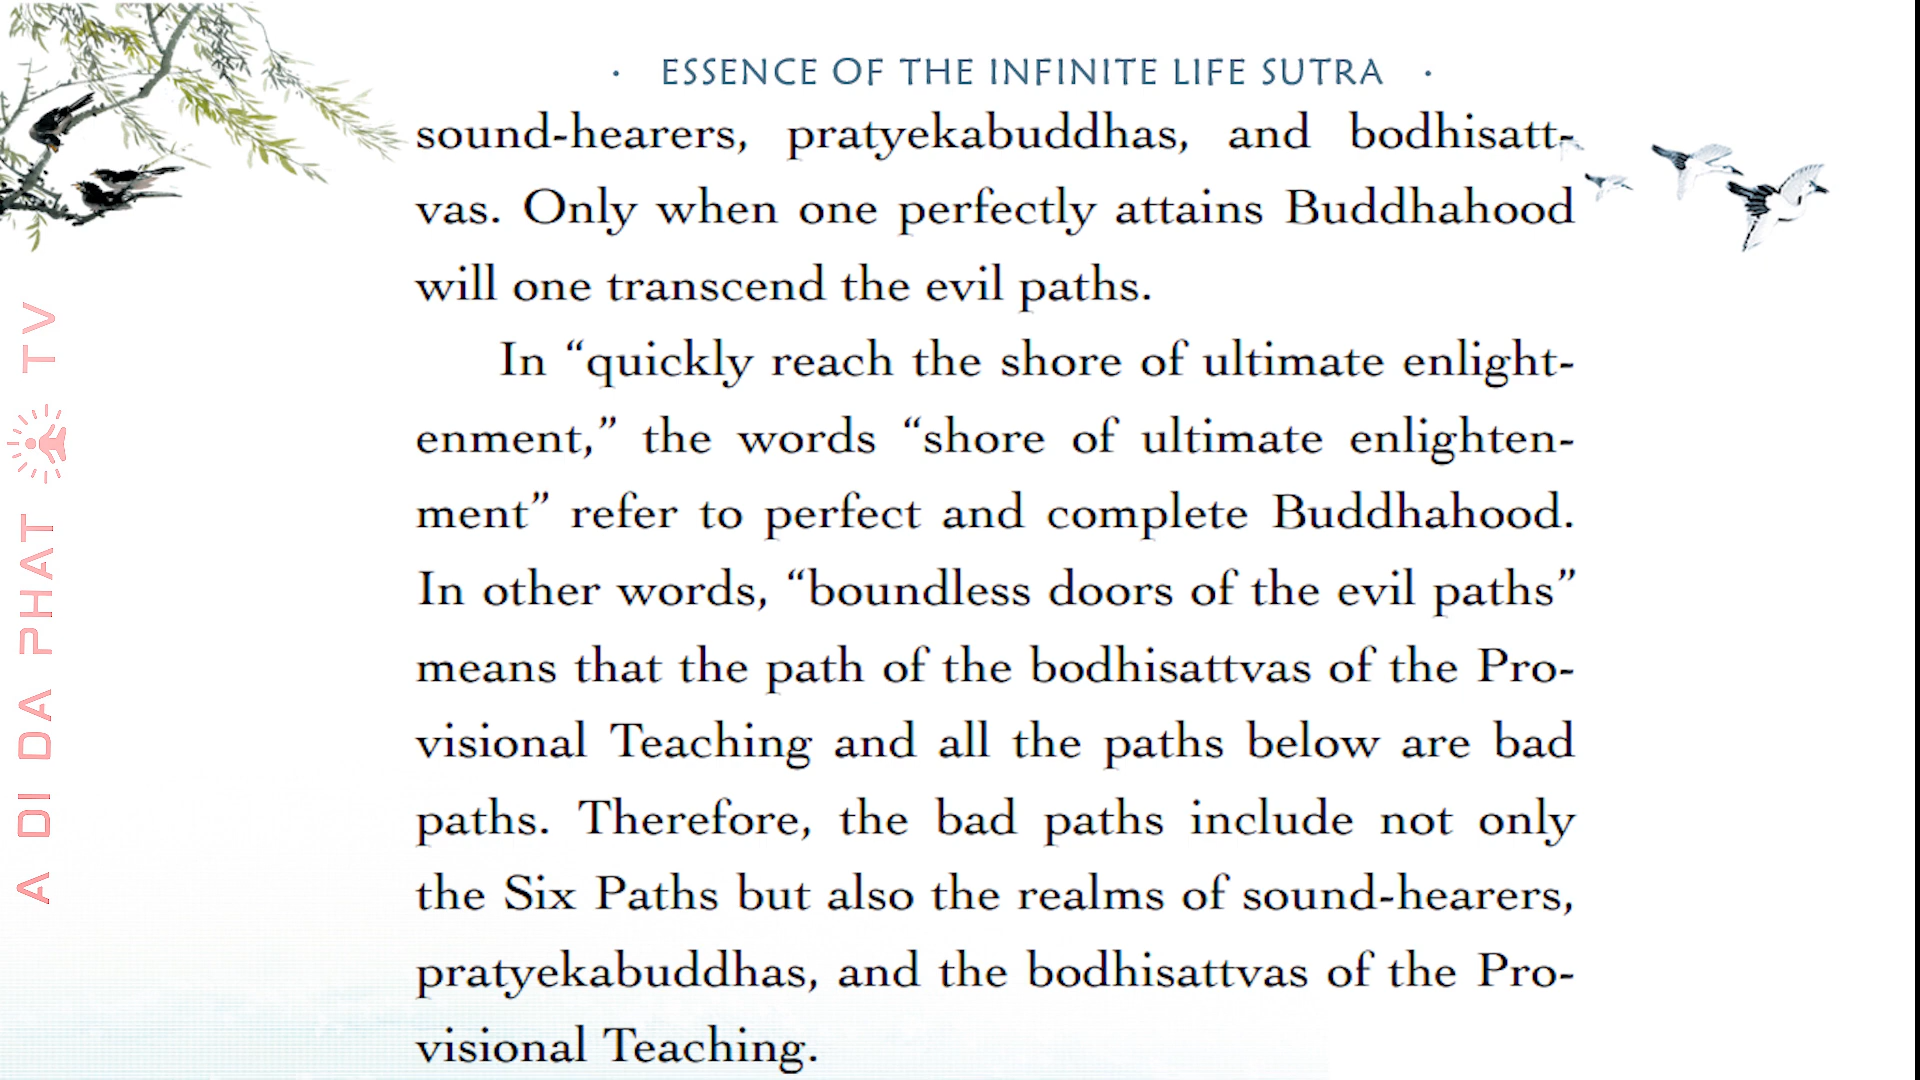 · ESSENCE OF THE INFINITE LIFE SUTRA ·
sound-hearers, pratyekabuddhas, and bodhisatt-
vas. Only when one perfectly attains Buddhahood
will one transcend the evil paths.
In “quickly reach the shore of ultimate enlight-
enment,” the words “shore of ultimate enlighten-
ment” refer to perfect and complete Buddhahood.
In other words, “boundless doors of the evil paths”
means that the path of the bodhisattvas of the Pro-
visional Teaching and all the paths below are bad
paths. Therefore, the bad paths include not only
the Six Paths but also the realms of sound-hearers,
pratyekabuddhas, and the bodhisattvas of the Pro-
visional Teaching.
A DI DA PHAT TV